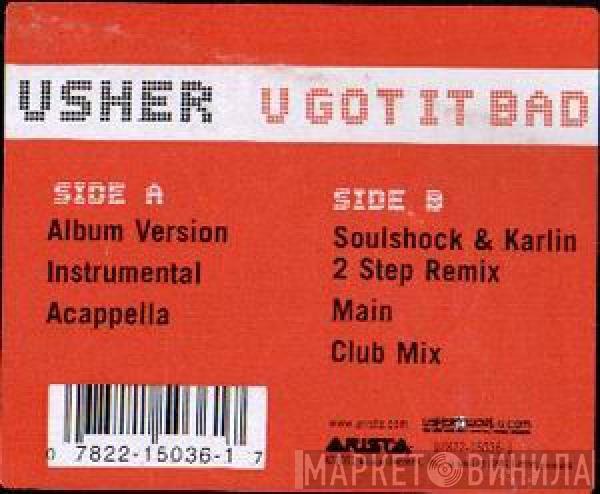 USHER U GOT IT BAD
SIDE A
Album Version
Instrumental
Acappella
SIDE B
Soulshock & Karlin
2 Step Remix
Main
Club Mix
0 7822-15036-1 7
www.arista.com
ARISTA
МАРКЕТ ВИНИЛА